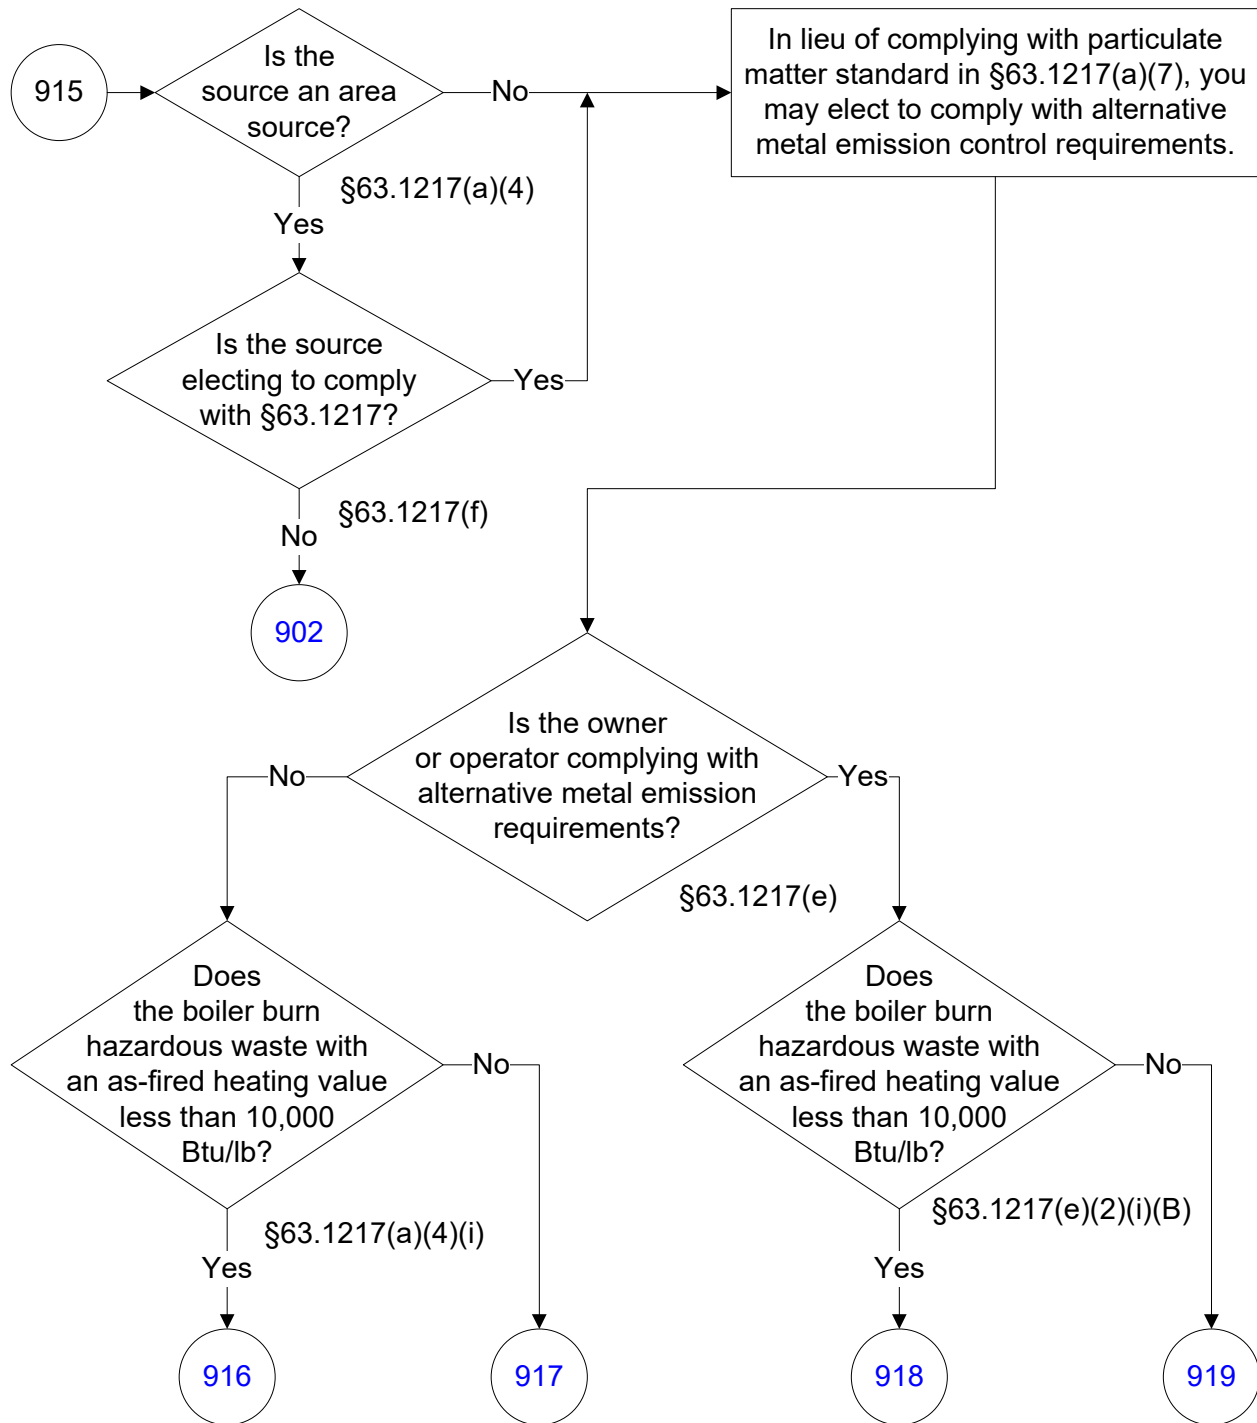 915
Is the
source an area
source?
No
In lieu of complying with particulate
matter standard in §63.1217(a)(7), you
may elect to comply with alternative
metal emission control requirements.
§63.1217(a)(4)
Yes
Is the source
electing to comply
with §63.1217?
Yes
§63.1217(f)
No
902
Is the owner
or operator complying with
alternative metal emission
requirements?
No
Yes
§63.1217(e)
Does
the boiler burn
hazardous waste with
an as-fired heating value
less than 10,000
Btu/lb?
No
§63.1217(a)(4)(i)
Yes
916
917
Does
the boiler burn
hazardous waste with
an as-fired heating value
less than 10,000
Btu/lb?
No
§63.1217(e)(2)(i)(B)
Yes
918
919